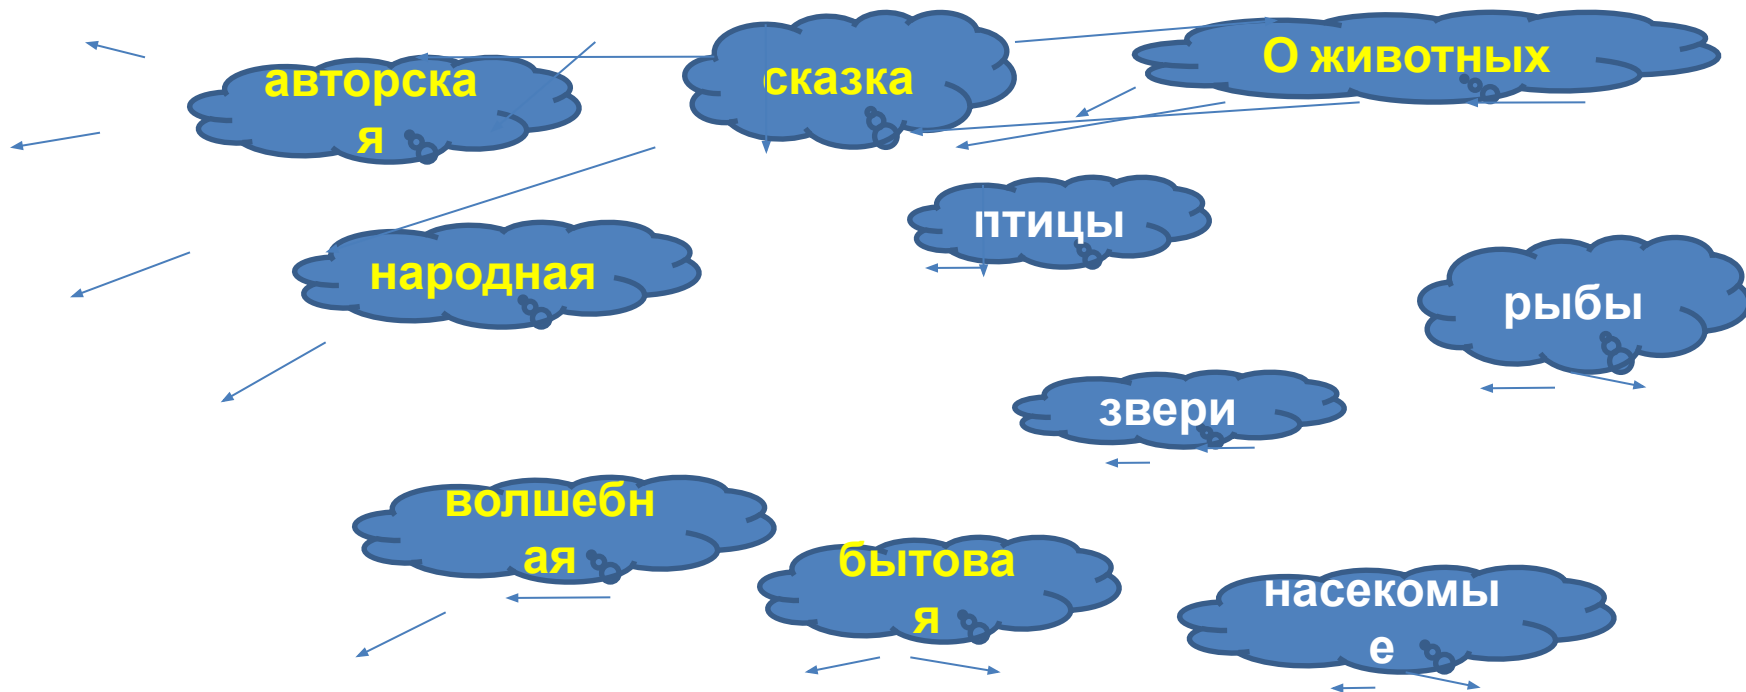 авторска
я
сказка
О животных
птицы
народная
рыбы
звери
волшебн
ая
бытова
я
насекомы
е